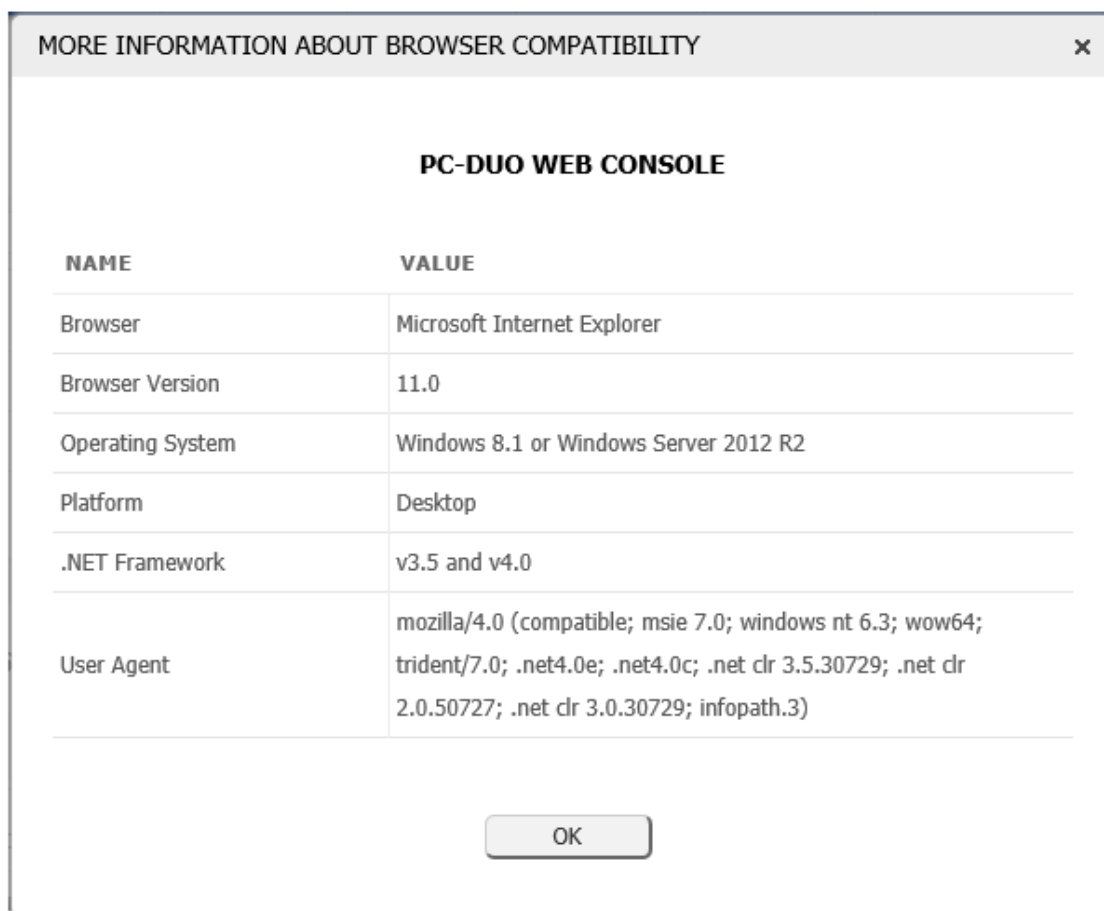 MORE INFORMATION ABOUT BROWSER COMPATIBILITY ×
PC-DUO WEB CONSOLE
NAME VALUE
Browser Microsoft Internet Explorer
Browser Version 11.0
Operating System Windows 8.1 or Windows Server 2012 R2
Platform Desktop
.NET Framework v3.5 and v4.0
User Agent mozilla/4.0 (compatible; msie 7.0; windows nt 6.3; wow64;
trident/7.0; .net4.0e; .net4.0c; .net clr 3.5.30729; .net clr
2.0.50727; .net clr 3.0.30729; infopath.3)
OK